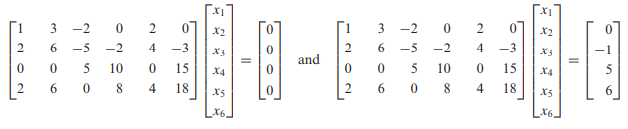 [1 3 −2 0 2 0; 2 6 −5 −2 4 −3; 0 0 5 10 0 15; 2 6 0 8 4 18] [x₁; x₂; x₃; x₄; x₅; x₆] = [0; 0; 0; 0] and [1 3 −2 0 2 0; 2 6 −5 −2 4 −3; 0 0 5 10 0 15; 2 6 0 8 4 18] [x₁; x₂; x₃; x₄; x₅; x₆] = [0; −1; 5; 6]